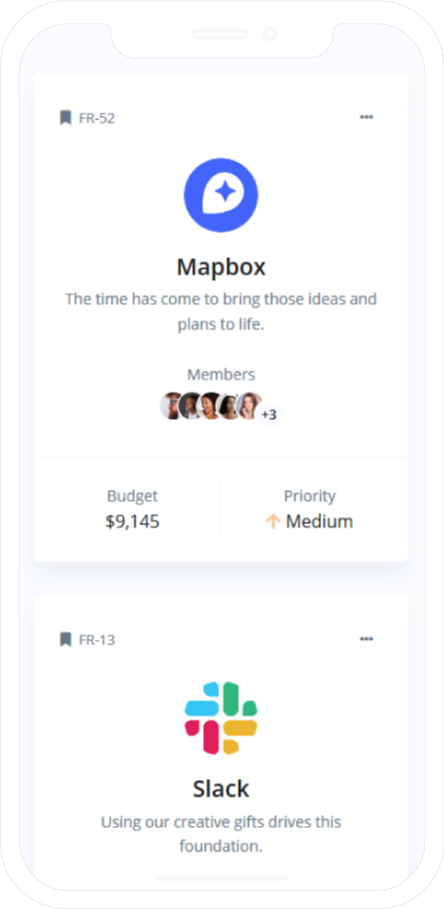 FR-52
Mapbox
The time has come to bring those ideas and
plans to life.
Members
+3
Budget
Priority
$9,145
Medium
FR-13
Slack
Using our creative gifts drives this
foundation.